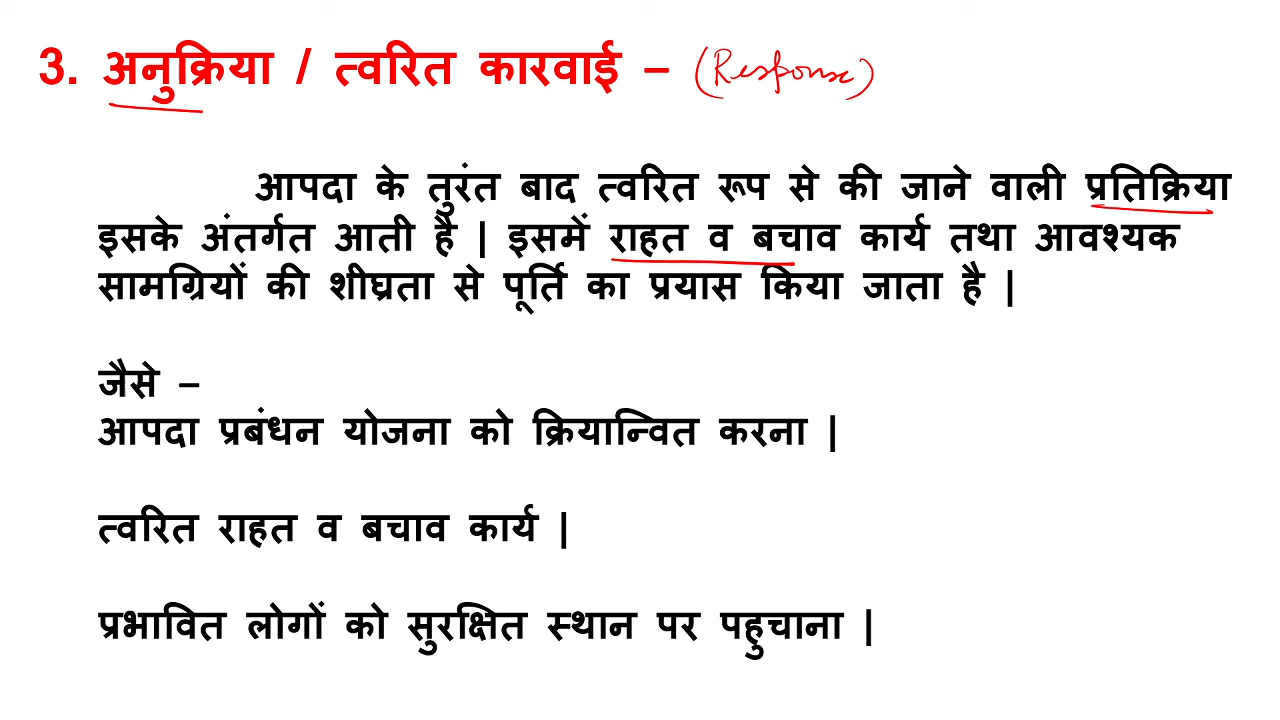 3. अनुक्रिया / त्वरित कारवाई – (Response)
आपदा के तुरंत बाद त्वरित रूप से की जाने वाली प्रतिक्रिया
इसके अंतर्गत आती है | इसमें राहत व बचाव कार्य तथा आवश्यक
सामग्रियों की शीघ्रता से पूर्ति का प्रयास किया जाता है |
जैसे –
आपदा प्रबंधन योजना को क्रियान्वित करना |
त्वरित राहत व बचाव कार्य |
प्रभावित लोगों को सुरक्षित स्थान पर पहुचाना |